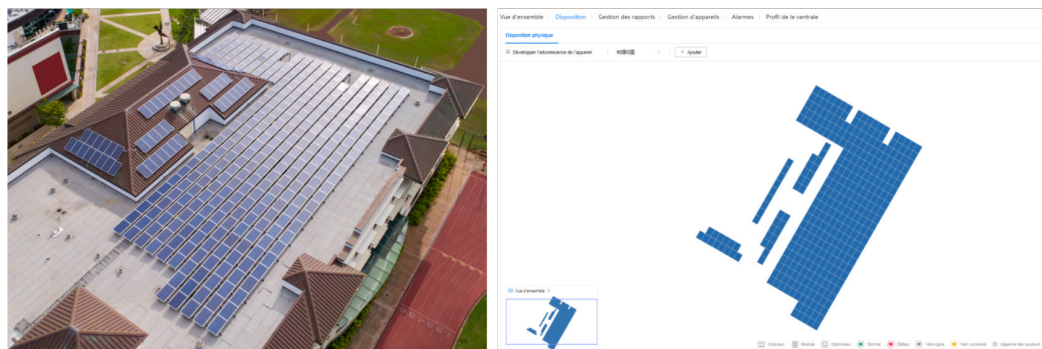 Vue d'ensemble | Disposition | Gestion des rapports | Gestion d'appareils | Alarmes | Profil de la centrale
Disposition physique
Développer l'arborescence de l'appareil
+ Ajouter
Vue d'ensemble
Onduleur Module Optimiseur Normal Défaut Hors ligne Non connecté Légende des couleurs